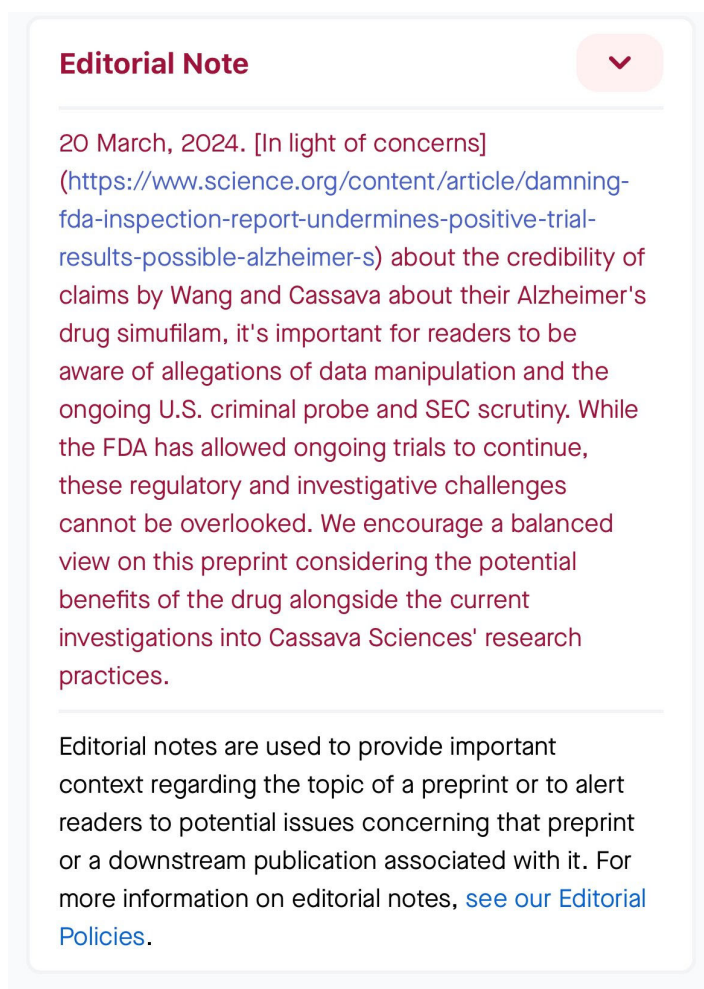 Editorial Note
20 March, 2024. [In light of concerns]
(https://www.science.org/content/article/damning-
fda-inspection-report-undermines-positive-trial-
results-possible-alzheimer-s) about the credibility of
claims by Wang and Cassava about their Alzheimer's
drug simufilam, it's important for readers to be
aware of allegations of data manipulation and the
ongoing U.S. criminal probe and SEC scrutiny. While
the FDA has allowed ongoing trials to continue,
these regulatory and investigative challenges
cannot be overlooked. We encourage a balanced
view on this preprint considering the potential
benefits of the drug alongside the current
investigations into Cassava Sciences' research
practices.
Editorial notes are used to provide important
context regarding the topic of a preprint or to alert
readers to potential issues concerning that preprint
or a downstream publication associated with it. For
more information on editorial notes, see our Editorial
Policies.